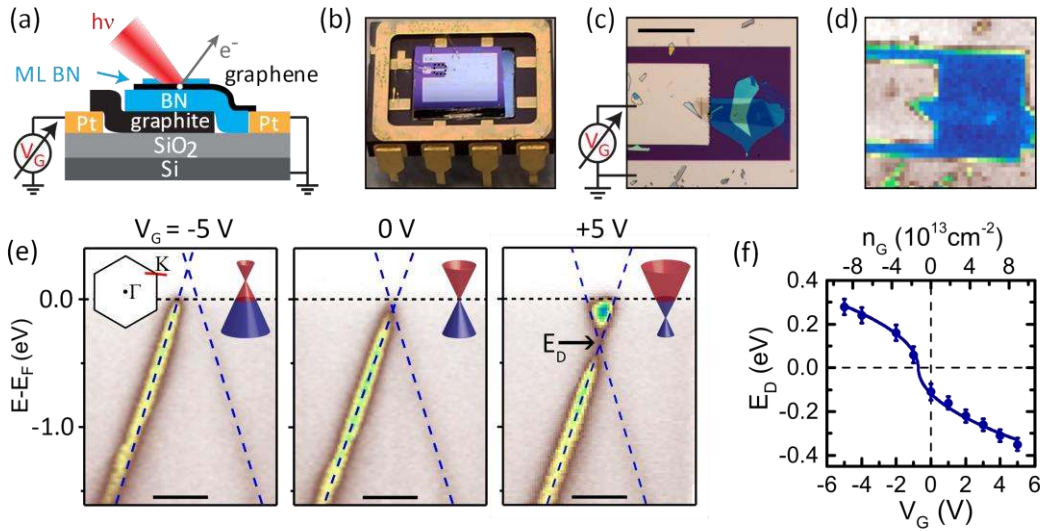 (a)
hν
e⁻
ML BN
graphene
BN
Pt
graphite
Pt
V_G
SiO₂
Si
(b)
(c)
V_G
(d)
(e)
V_G = -5 V
0 V
+5 V
K
Γ
0.0
-1.0
E-E_F (eV)
E_D
(f)
n_G (10¹³cm⁻²)
-8 -4 0 4 8
0.4
0.2
0.0
-0.2
-0.4
E_D (eV)
-6 -4 -2 0 2 4 6
V_G (V)